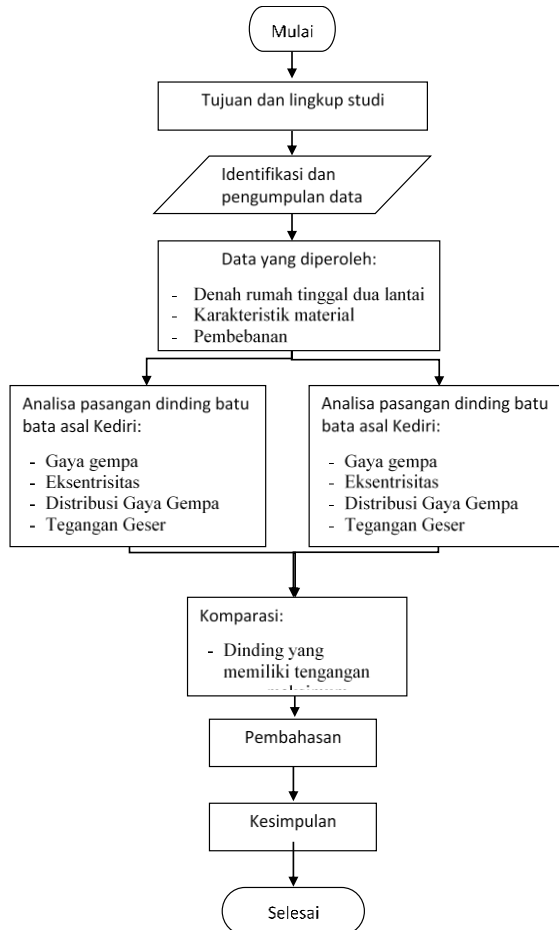 Mulai
Tujuan dan lingkup studi
Identifikasi dan
pengumpulan data
Data yang diperoleh:
- Denah rumah tinggal dua lantai
- Karakteristik material
- Pembebanan
Analisa pasangan dinding batu
bata asal Kediri:
- Gaya gempa
- Eksentrisitas
- Distribusi Gaya Gempa
- Tegangan Geser
Analisa pasangan dinding batu
bata asal Kediri:
- Gaya gempa
- Eksentrisitas
- Distribusi Gaya Gempa
- Tegangan Geser
Komparasi:
- Dinding yang
memiliki tengangan
Pembahasan
Kesimpulan
Selesai